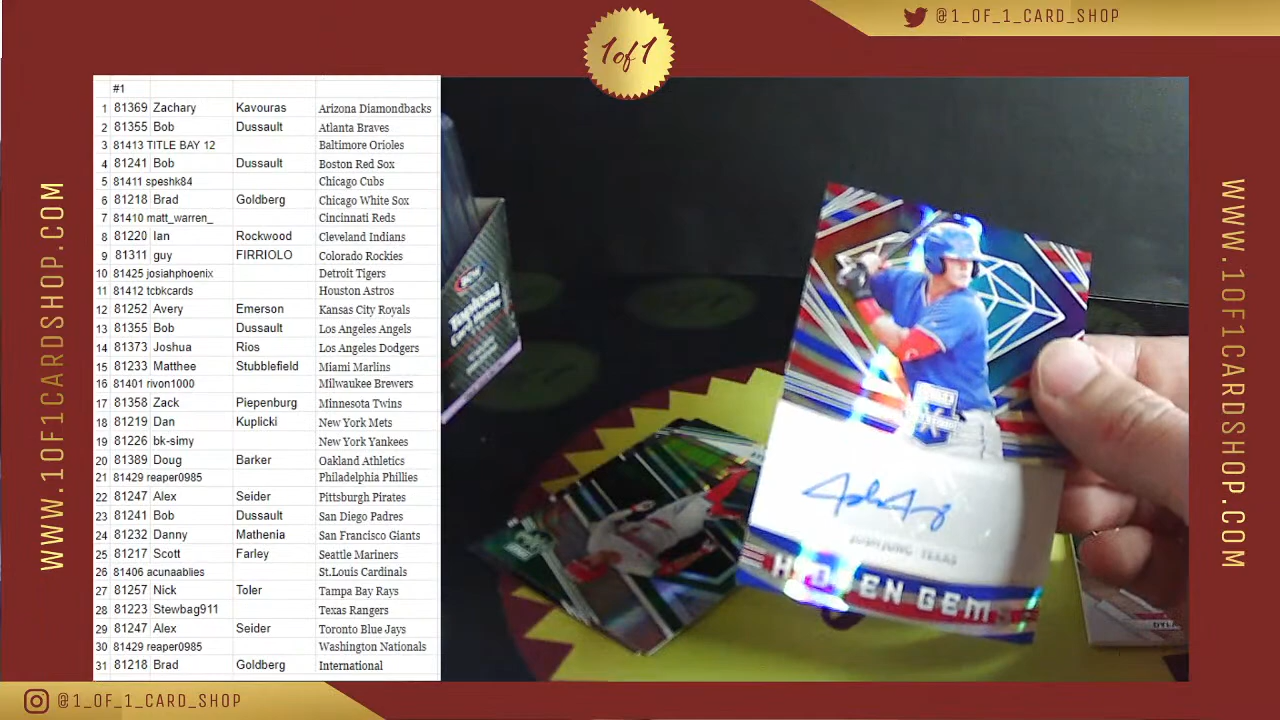 1 of 1
@1_OF_1_CARD_SHOP
#1
1 81369 Zachary Kavouras Arizona Diamondbacks
2 81355 Bob Dussault Atlanta Braves
3 81413 TITLE BAY 12 Baltimore Orioles
4 81241 Bob Dussault Boston Red Sox
5 81411 speshk84 Chicago Cubs
6 81218 Brad Goldberg Chicago White Sox
7 81410 matt_warren_ Cincinnati Reds
8 81220 Ian Rockwood Cleveland Indians
9 81311 guy FIRRIOLO Colorado Rockies
10 81425 josiahphoenix Detroit Tigers
11 81412 tcbkcards Houston Astros
12 81252 Avery Emerson Kansas City Royals
13 81355 Bob Dussault Los Angeles Angels
14 81373 Joshua Rios Los Angeles Dodgers
15 81233 Matthee Stubblefield Miami Marlins
16 81401 rivon1000 Milwaukee Brewers
17 81358 Zack Piepenburg Minnesota Twins
18 81219 Dan Kuplicki New York Mets
19 81226 bk-simy New York Yankees
20 81389 Doug Barker Oakland Athletics
21 81429 reaper0985 Philadelphia Phillies
22 81247 Alex Seider Pittsburgh Pirates
23 81241 Bob Dussault San Diego Padres
24 81232 Danny Mathenia San Francisco Giants
25 81217 Scott Farley Seattle Mariners
26 81406 acunaablies St.Louis Cardinals
27 81257 Nick Toler Tampa Bay Rays
28 81223 Stewbag911 Texas Rangers
29 81247 Alex Seider Toronto Blue Jays
30 81429 reaper0985 Washington Nationals
31 81218 Brad Goldberg International
WWW.1OF1CARDSHOP.COM
JOSH JUNG TEXAS
HIDDEN GEM
WWW.1OF1CARDSHOP.COM
@1_OF_1_CARD_SHOP